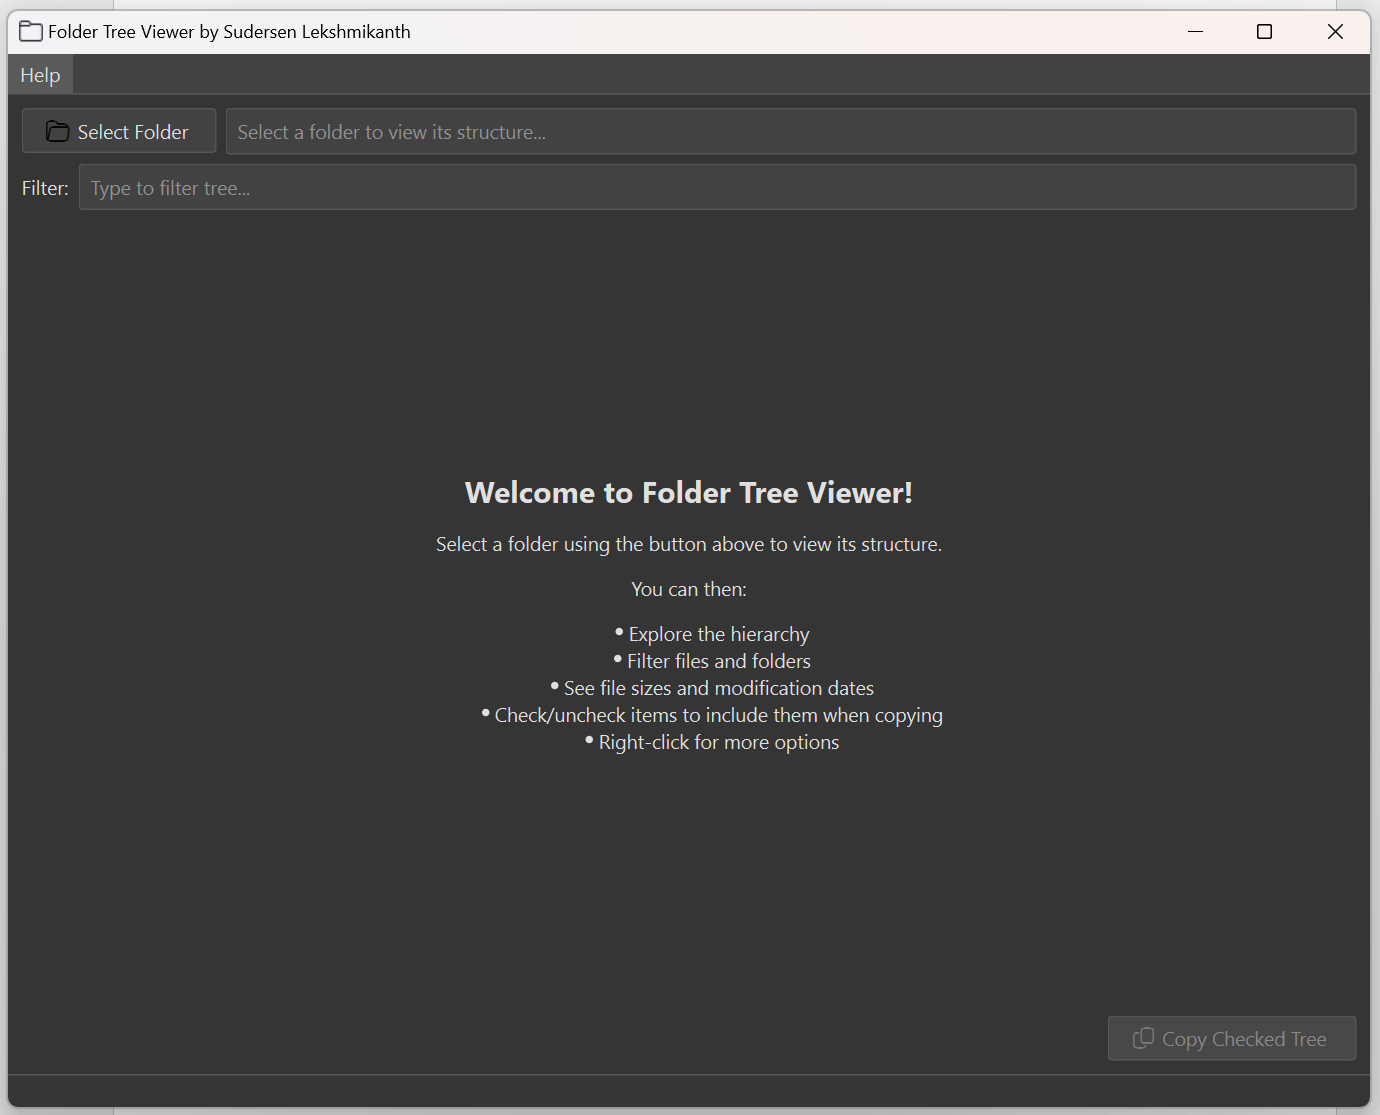 Folder Tree Viewer by Sudersen Lekshmikanth
Help
Select Folder
Select a folder to view its structure...
Filter:
Type to filter tree...
Welcome to Folder Tree Viewer!
Select a folder using the button above to view its structure.
You can then:
• Explore the hierarchy
• Filter files and folders
• See file sizes and modification dates
• Check/uncheck items to include them when copying
• Right-click for more options
Copy Checked Tree